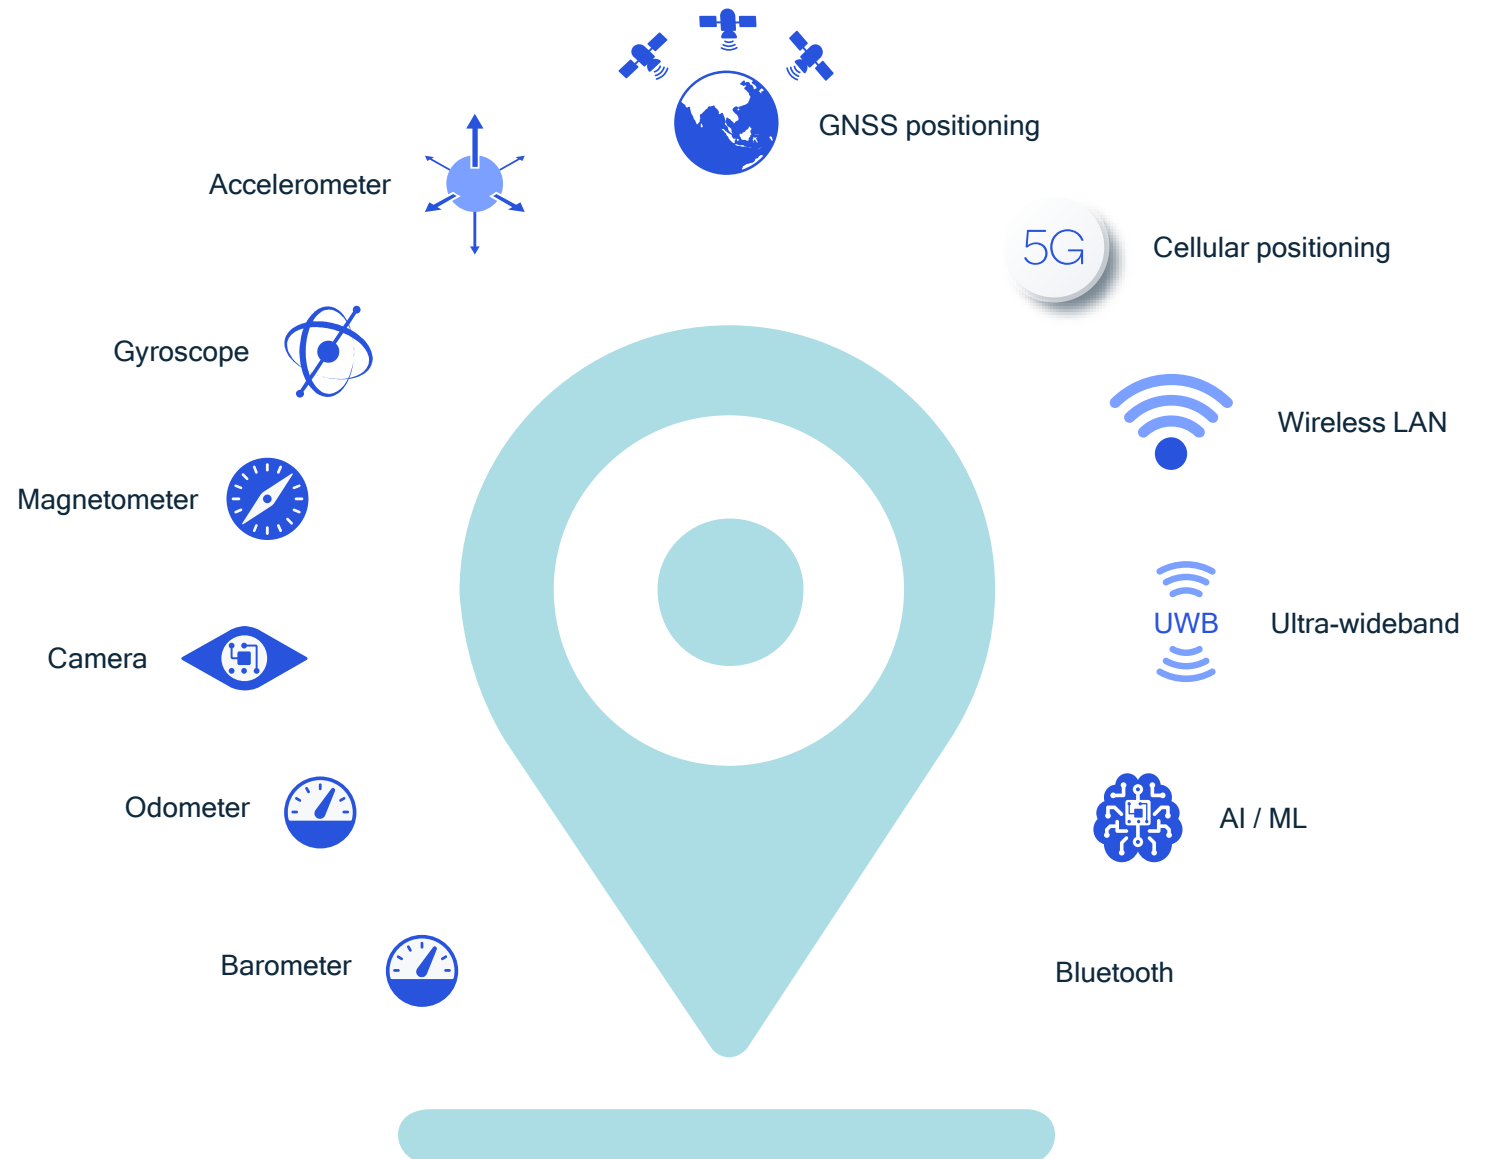 GNSS positioning
Accelerometer
5G
Cellular positioning
Gyroscope
Wireless LAN
Magnetometer
UWB
Ultra-wideband
Camera
Odometer
AI / ML
Barometer
Bluetooth